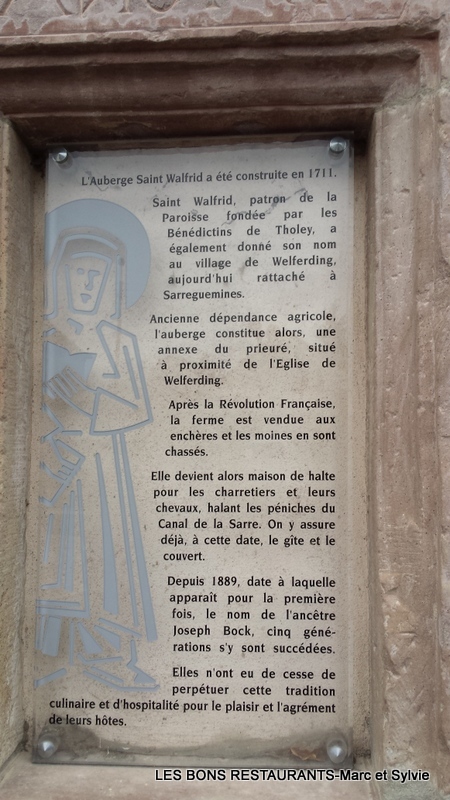 L'Auberge Saint Walfrid a été construite en 1711.
Saint Walfrid, patron de la
Paroisse fondée par les
Bénédictins de Tholey, a
également donné son nom
au village de Welferding,
aujourd'hui rattaché à
Sarreguemines.
Ancienne dépendance agricole,
l'auberge constitue alors, une
annexe du prieuré, situé
à proximité de l'Eglise de
Welferding.
Après la Révolution Française,
la ferme est vendue aux
enchères et les moines en sont
chassés.
Elle devient alors maison de halte
pour les charretiers et leurs
chevaux, halant les péniches du
Canal de la Sarre. On y assure
déjà, à cette date, le gîte et le
couvert.
Depuis 1889, date à laquelle
apparaît pour la première
fois, le nom de l'ancêtre
Joseph Bock, cinq géné-
rations s'y sont succédées.
Elles n'ont eu de cesse de
perpétuer cette tradition
culinaire et d'hospitalité pour le plaisir et l'agrément
de leurs hôtes.
LES BONS RESTAURANTS-Marc et Sylvie